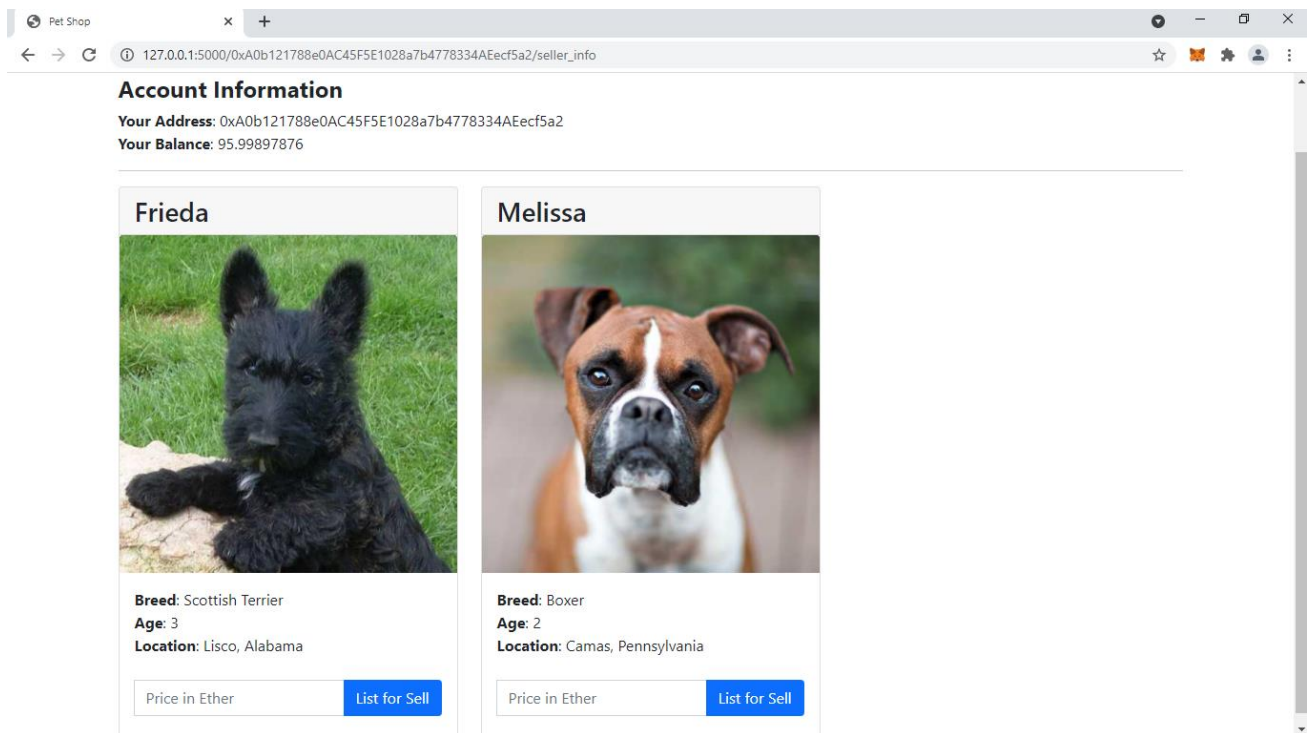 Pet Shop
127.0.0.1:5000/0xA0b121788e0AC45F5E1028a7b4778334AEecf5a2/seller_info
Account Information
Your Address: 0xA0b121788e0AC45F5E1028a7b4778334AEecf5a2
Your Balance: 95.99897876
Frieda
Melissa
Breed: Scottish Terrier
Age: 3
Location: Lisco, Alabama
Price in Ether
List for Sell
Breed: Boxer
Age: 2
Location: Camas, Pennsylvania
Price in Ether
List for Sell